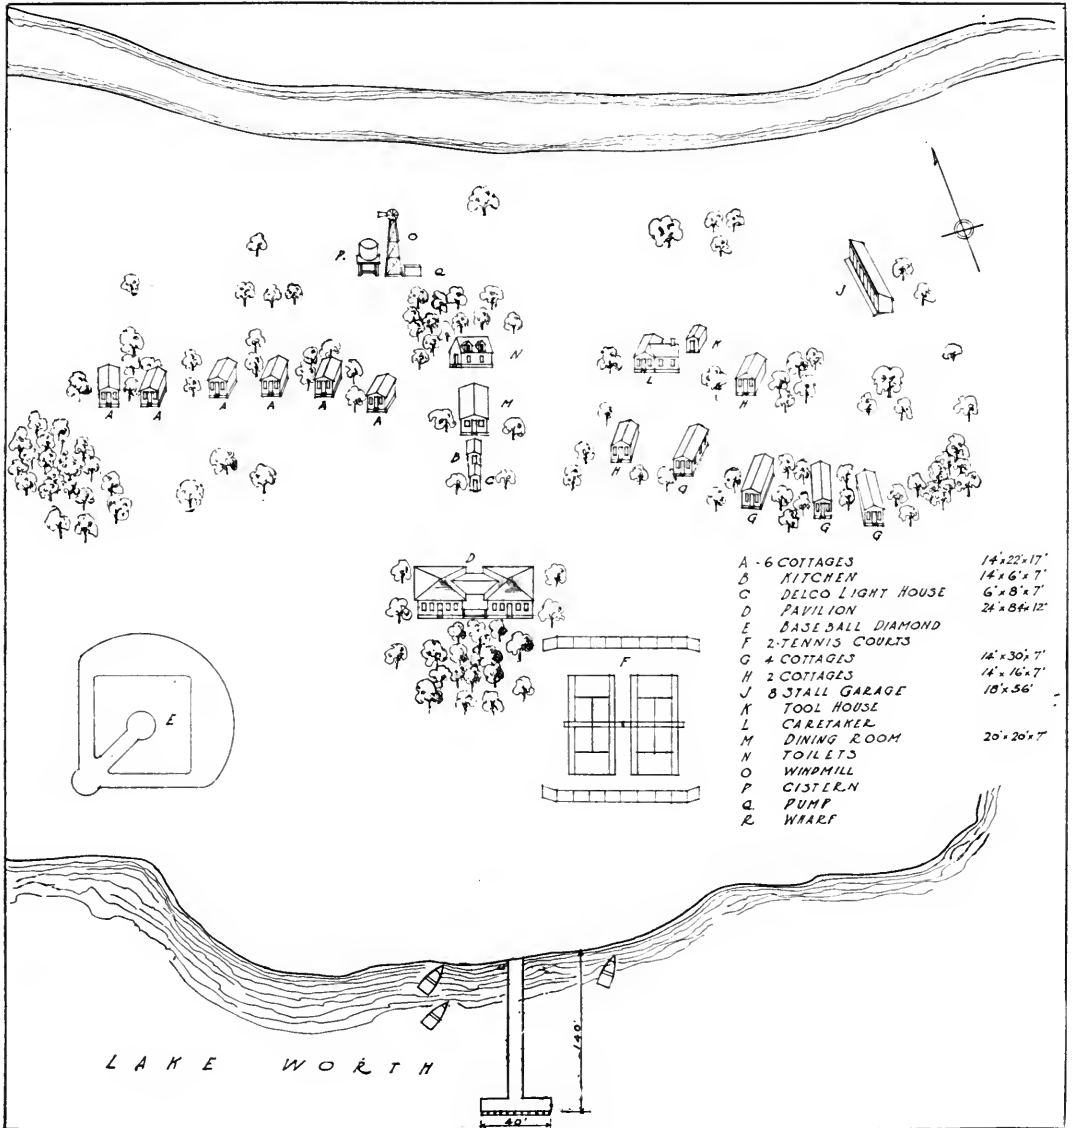 P.
O
Q
J
N
K
L
A
A
A
A
A
A
H
M
B
C
H
G
G
G
G
D
F
E
A - 6 COTTAGES 14'x22'x17'
B KITCHEN 14'x6'x7'
C DELCO LIGHT HOUSE 6'x8'x7'
D PAVILION 24'x84'x12'
E BASEBALL DIAMOND
F 2-TENNIS COURTS
G 4 COTTAGES 14'x30'x7'
H 2 COTTAGES 14'x16'x7'
J 8 STALL GARAGE 18'x56'
K TOOL HOUSE
L CARETAKER
M DINING ROOM 20'x20'x7'
N TOILETS
O WINDMILL
P CISTERN
Q PUMP
R WHARF
140'
LAKE WORTH
40'